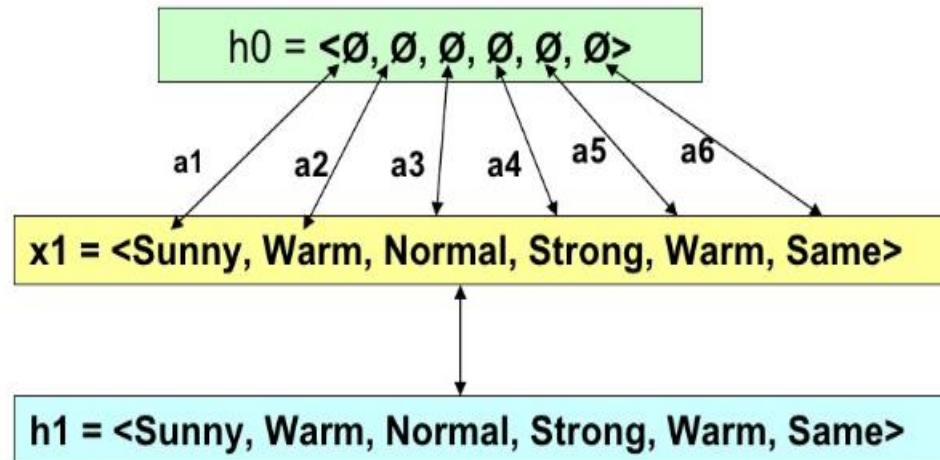 h0 = <Ø, Ø, Ø, Ø, Ø, Ø>
a1 a2 a3 a4 a5 a6
x1 = <Sunny, Warm, Normal, Strong, Warm, Same>
h1 = <Sunny, Warm, Normal, Strong, Warm, Same>